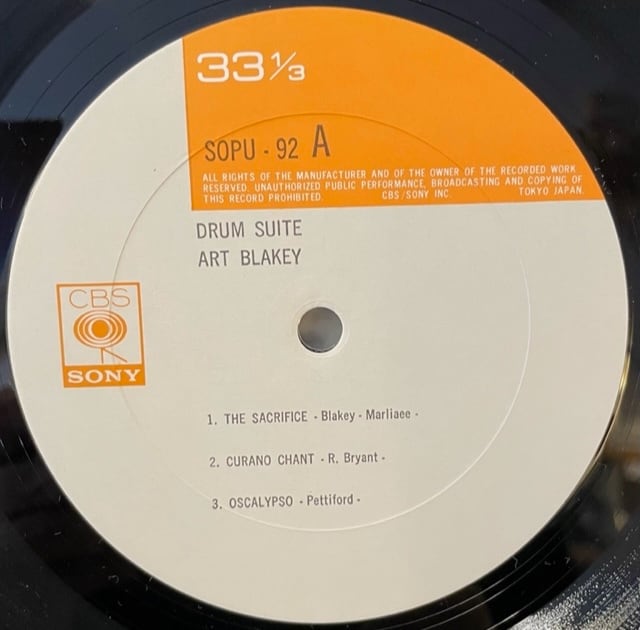 33 1/3
SOPU - 92 A
ALL RIGHTS OF THE MANUFACTURER AND OF THE OWNER OF THE RECORDED WORK
RESERVED. UNAUTHORIZED PUBLIC PERFORMANCE, BROADCASTING AND COPYING OF
THIS RECORD PROHIBITED. CBS/SONY INC. TOKYO JAPAN.
DRUM SUITE
ART BLAKEY
CBS
SONY
1. THE SACRIFICE - Blakey - Marliaee -
2. CURANO CHANT - R. Bryant -
3. OSCALYPSO - Pettiford -